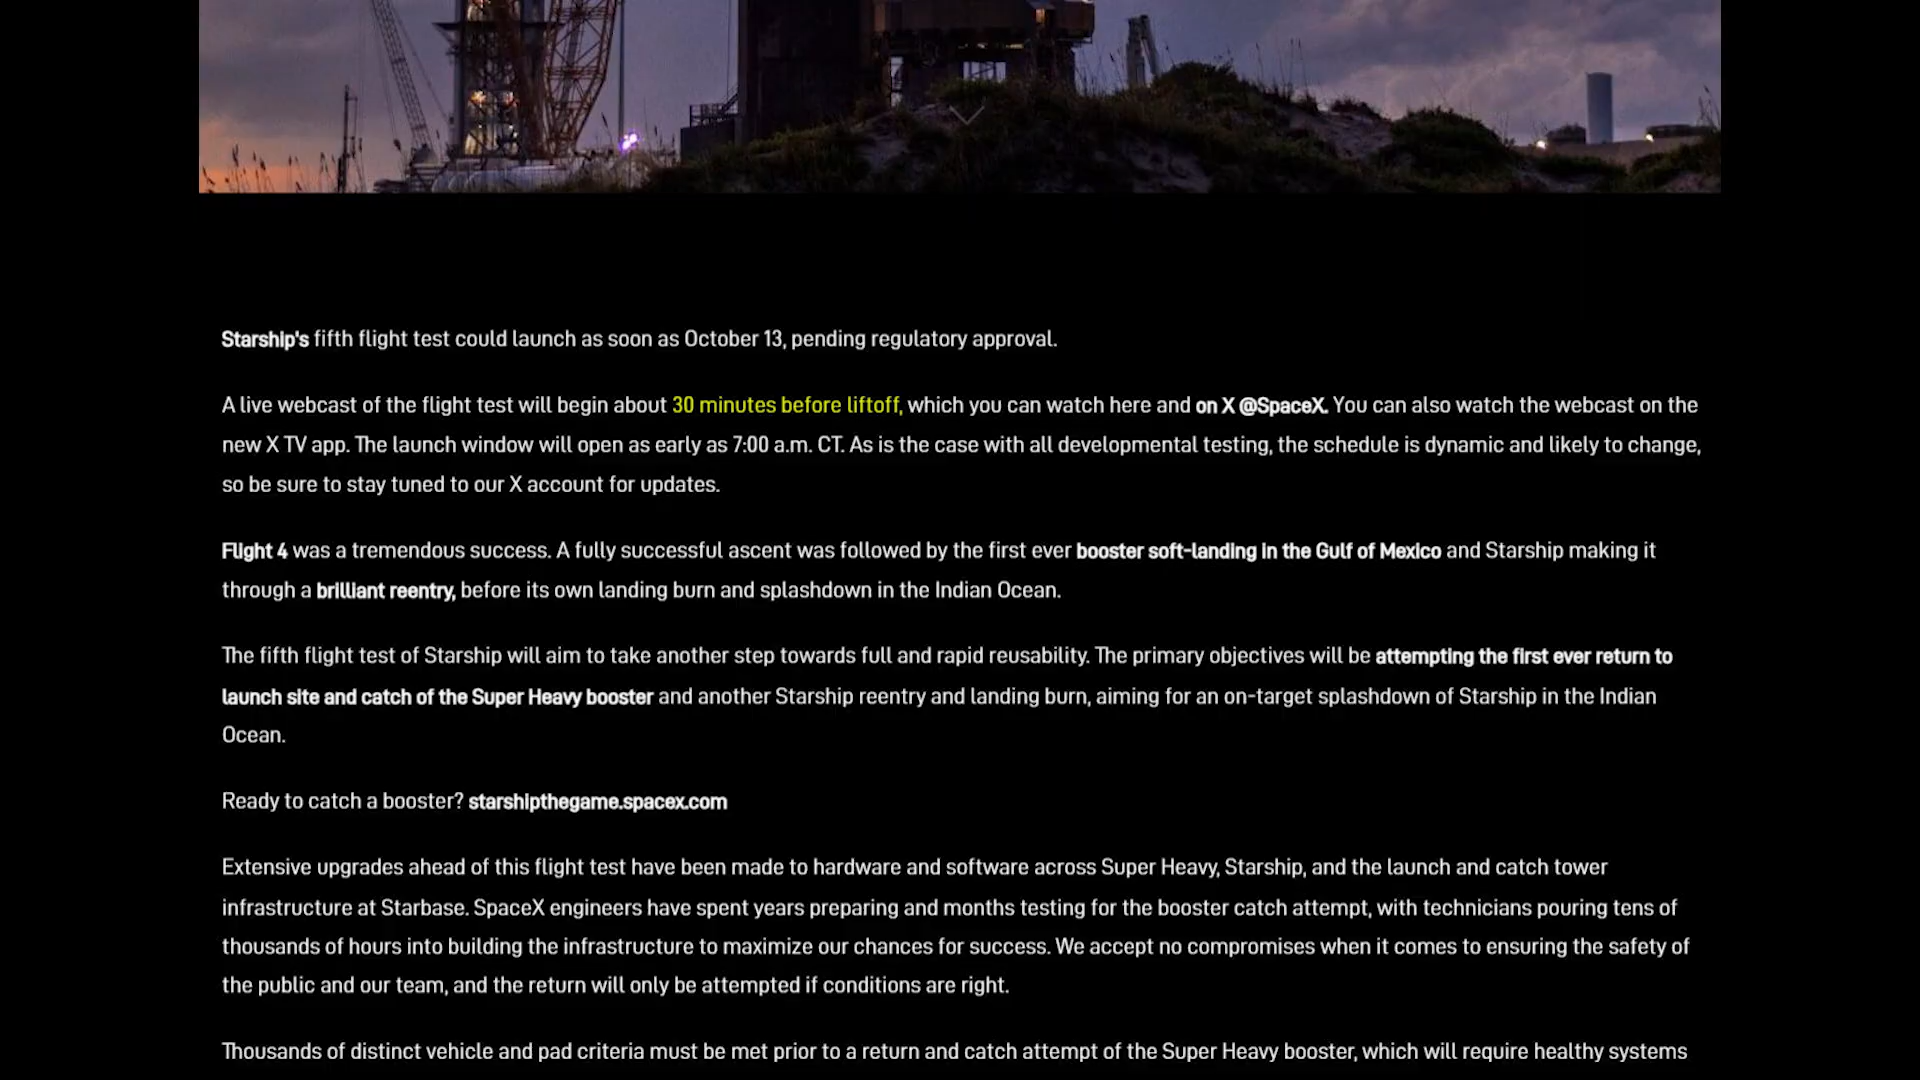 Starship's fifth flight test could launch as soon as October 13, pending regulatory approval.
A live webcast of the flight test will begin about 30 minutes before liftoff, which you can watch here and on X @SpaceX. You can also watch the webcast on the
new X TV app. The launch window will open as early as 7:00 a.m. CT. As is the case with all developmental testing, the schedule is dynamic and likely to change,
so be sure to stay tuned to our X account for updates.
Flight 4 was a tremendous success. A fully successful ascent was followed by the first ever booster soft-landing in the Gulf of Mexico and Starship making it
through a brilliant reentry, before its own landing burn and splashdown in the Indian Ocean.
The fifth flight test of Starship will aim to take another step towards full and rapid reusability. The primary objectives will be attempting the first ever return to
launch site and catch of the Super Heavy booster and another Starship reentry and landing burn, aiming for an on-target splashdown of Starship in the Indian
Ocean.
Ready to catch a booster? starshipthegame.spacex.com
Extensive upgrades ahead of this flight test have been made to hardware and software across Super Heavy, Starship, and the launch and catch tower
infrastructure at Starbase. SpaceX engineers have spent years preparing and months testing for the booster catch attempt, with technicians pouring tens of
thousands of hours into building the infrastructure to maximize our chances for success. We accept no compromises when it comes to ensuring the safety of
the public and our team, and the return will only be attempted if conditions are right.
Thousands of distinct vehicle and pad criteria must be met prior to a return and catch attempt of the Super Heavy booster, which will require healthy systems